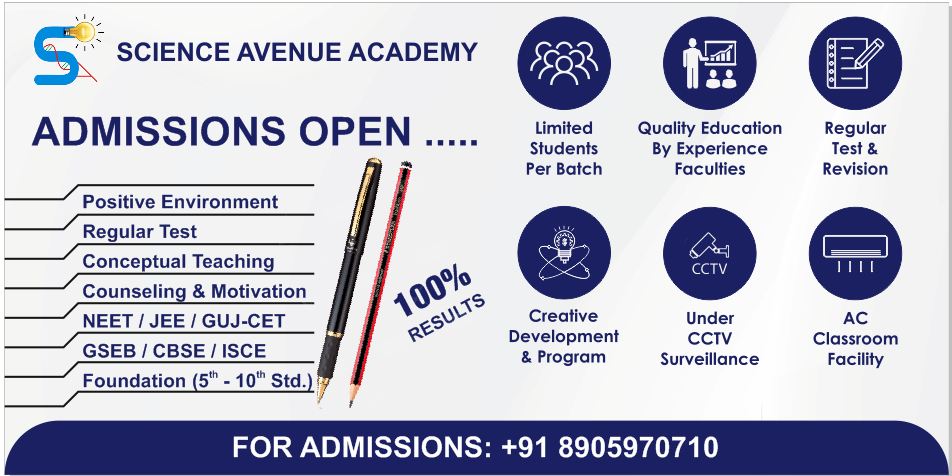 SCIENCE AVENUE ACADEMY
ADMISSIONS OPEN .....
Positive Environment
Regular Test
Conceptual Teaching
Counseling & Motivation
NEET / JEE / GUJ-CET
GSEB / CBSE / ISCE
Foundation (5th - 10th Std.)
100%
RESULTS
Limited
Students
Per Batch
Quality Education
By Experience
Faculties
Regular
Test &
Revision
Creative
Development
& Program
CCTV
Under
CCTV
Surveillance
AC
Classroom
Facility
FOR ADMISSIONS: +91 8905970710